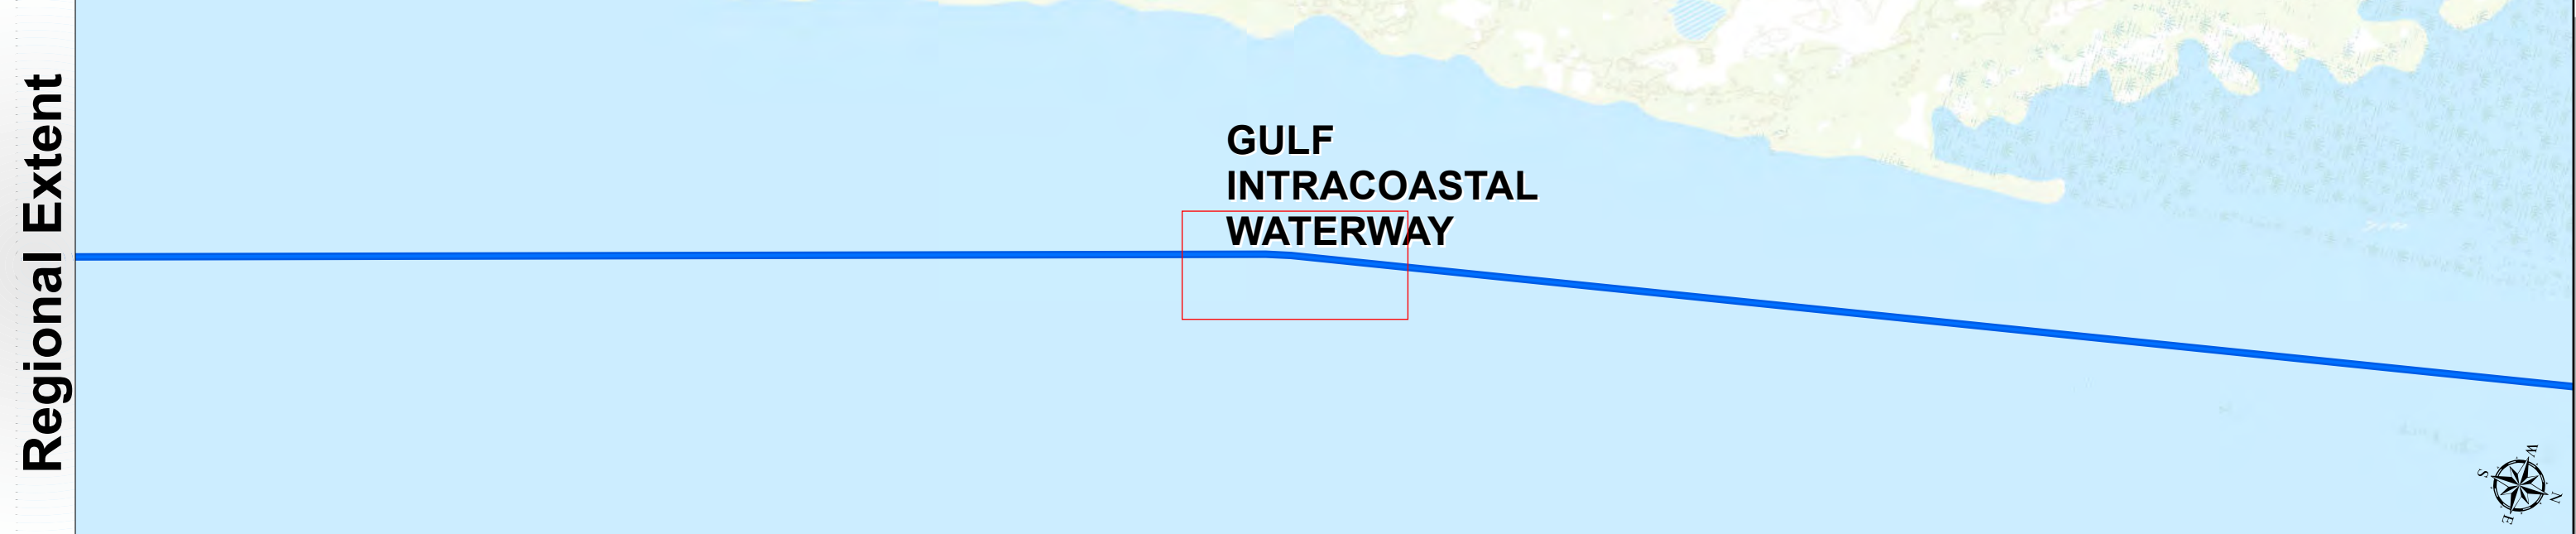 Regional Extent
GULF
INTRACOASTAL
WATERWAY
W
S
N
E